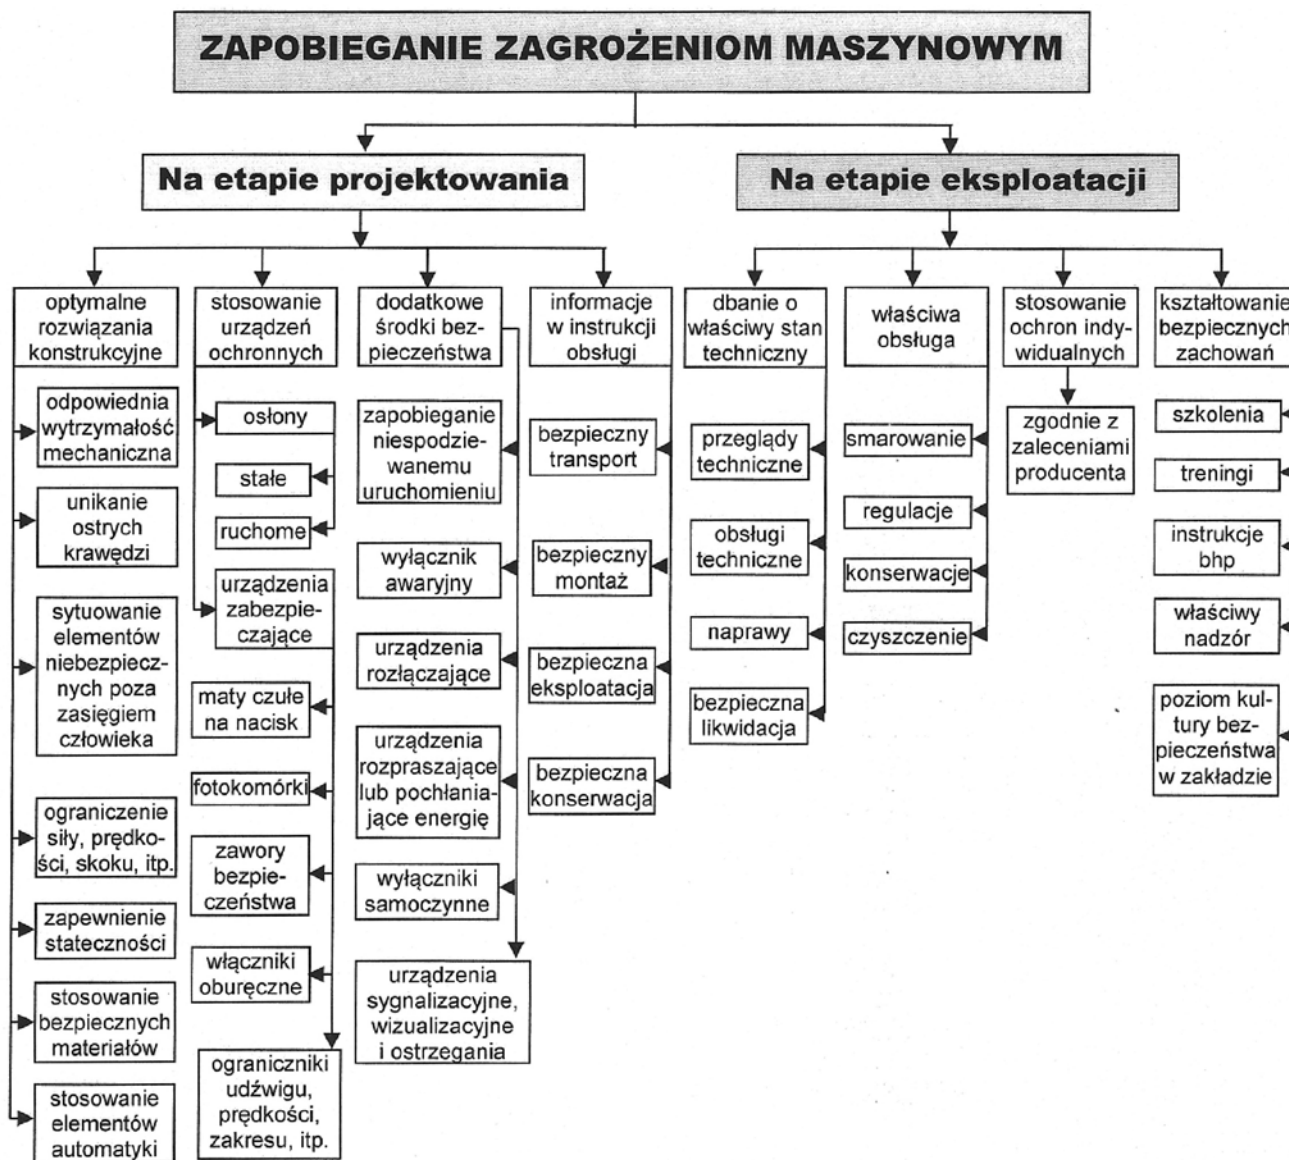 ZAPOBIEGANIE ZAGROŻENIOM MASZYNOWYM
Na etapie projektowania
Na etapie eksploatacji
optymalne
rozwiązania
konstrukcyjne
odpowiednia
wytrzymałość
mechaniczna
unikanie
ostrych
krawędzi
sytuowanie
elementów
niebezpiecz-
nych poza
zasięgiem
człowieka
ograniczenie
siły, prędko-
ści, skoku, itp.
zapewnienie
stateczności
stosowanie
bezpiecznych
materiałów
stosowanie
elementów
automatyki
stosowanie
urządzeń
ochronnych
osłony
stałe
ruchome
urządzenia
zabezpie-
czające
maty czułe
na nacisk
fotokomórki
zawory
bezpie-
czeństwa
włączniki
oburęczne
ograniczniki
udźwigu,
prędkości,
zakresu, itp.
dodatkowe
środki bez-
pieczeństwa
zapobieganie
niespodzie-
wanemu
uruchomieniu
wyłącznik
awaryjny
urządzenia
rozłączające
urządzenia
rozpraszające
lub pochłania-
jące energię
wyłączniki
samoczynne
urządzenia
sygnalizacyjne,
wizualizacyjne
i ostrzegania
informacje
w instrukcji
obsługi
bezpieczny
transport
bezpieczny
montaż
bezpieczna
eksploatacja
bezpieczna
konserwacja
dbanie o
właściwy stan
techniczny
przeglądy
techniczne
obsługi
techniczne
naprawy
bezpieczna
likwidacja
właściwa
obsługa
smarowanie
regulacje
konserwacje
czyszczenie
stosowanie
ochron indy-
widualnych
zgodnie z
zaleceniami
producenta
kształtowanie
bezpiecznych
zachowań
szkolenia
treningi
instrukcje
bhp
właściwy
nadzór
poziom kul-
tury bez-
pieczeństwa
w zakładzie